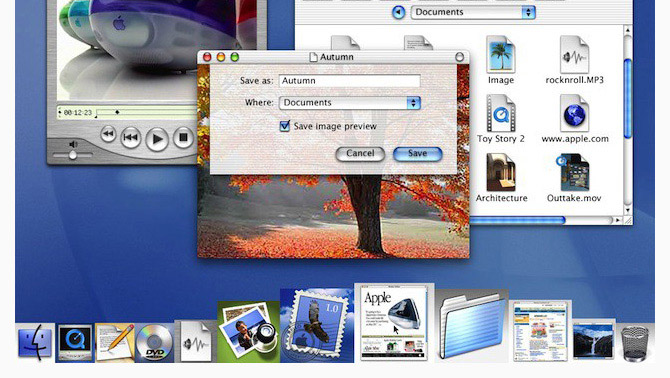 Documents
Autumn
Save as: Autumn
Where: Documents
Save image preview
Cancel
Save
00:12:23
Image
rocknroll.MP3
Toy Story 2
www.apple.com
Architecture
Outtake.mov
1.0
Apple
DVD